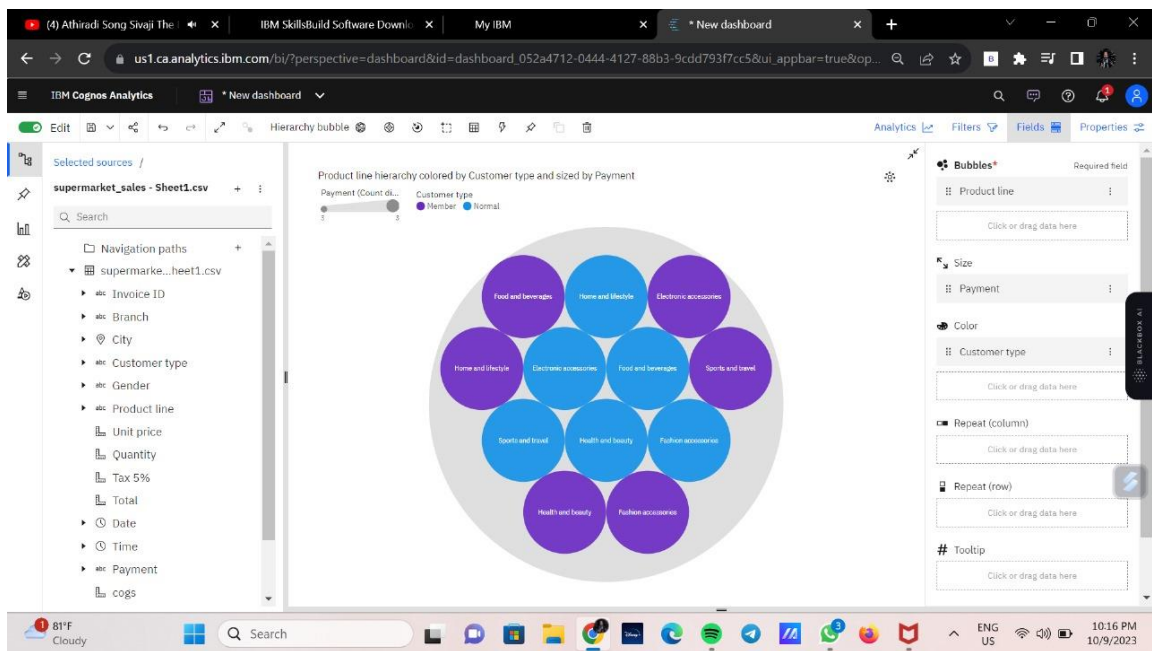 (4) Athiradi Song Sivaji The
IBM SkillsBuild Software Downlo
My IBM
* New dashboard
us1.ca.analytics.ibm.com/bi/?perspective=dashboard&id=dashboard_052a4712-0444-4127-88b3-9cdd793f7cc5&ui_appbar=true&op...
IBM Cognos Analytics
* New dashboard
Edit
Hierarchy bubble
Analytics
Filters
Fields
Properties
Selected sources /
supermarket_sales - Sheet1.csv
Search
Navigation paths
supermarke...heet1.csv
abc Invoice ID
abc Branch
City
abc Customer type
abc Gender
abc Product line
Unit price
Quantity
Tax 5%
Total
Date
Time
abc Payment
cogs
Product line hierarchy colored by Customer type and sized by Payment
Payment (Count di...
3 3
Customer type
Member Normal
Food and beverages Home and lifestyle Electronic accessories
Home and lifestyle Electronic accessories Food and beverages Sports and travel
Sports and travel Health and beauty Fashion accessories
Health and beauty Fashion accessories
Bubbles* Required field
Product line
Click or drag data here
Size
Payment
Color
Customer type
Click or drag data here
Repeat (column)
Click or drag data here
Repeat (row)
Click or drag data here
# Tooltip
Click or drag data here
BLACKBOX AI
1
81°F
Cloudy
Search
3
ENG
US
10:16 PM
10/9/2023